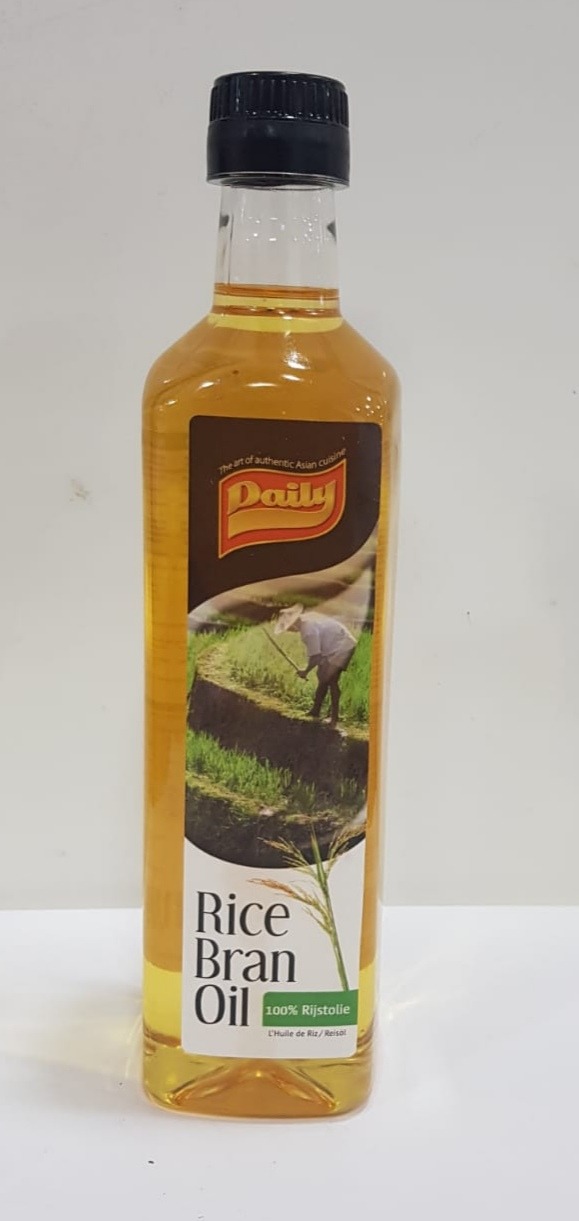 The art of authentic Asian cuisine
Daily
Rice
Bran
Oil
100% Rijstolie
L'Huile de Riz / Reisöl